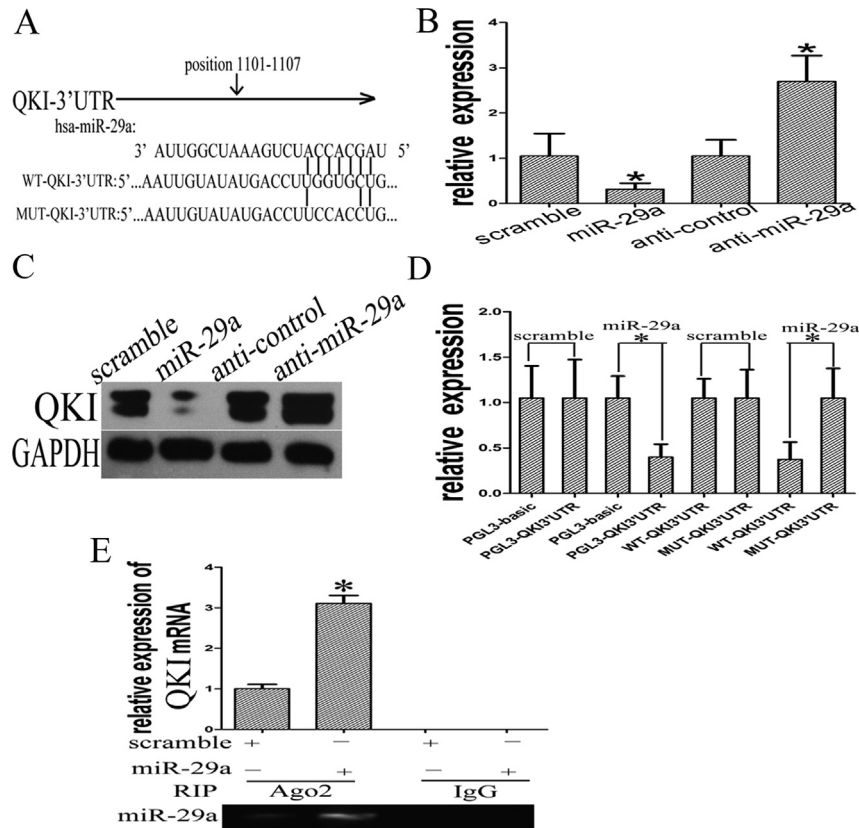 A
position 1101-1107
QKI-3'UTR
hsa-miR-29a:
3' AUUGGCUAAAGUCUACCACGAU 5'
WT-QKI-3'UTR:5'...AAUUGUAUAUGACCUUGGUGCUG...
MUT-QKI-3'UTR:5'...AAUUGUAUAUGACCUUCCACCUG...
B
relative expression
4
3
2
1
0
*
*
scramble
miR-29a
anti-control
anti-miR-29a
C
scramble
miR-29a
anti-control
anti-miR-29a
QKI
GAPDH
D
relative expression
2.0
1.5
1.0
0.5
0.0
scramble
miR-29a
*
scramble
miR-29a
*
PGL3-basic
PGL3-QKI3'UTR
PGL3-basic
PGL3-QKI3'UTR
WT-QKI3'UTR
MUT-QKI3'UTR
WT-QKI3'UTR
MUT-QKI3'UTR
E
relative expression of
QKI mRNA
4
3
2
1
0
*
scramble + − + −
miR-29a − + − +
RIP Ago2 IgG
miR-29a